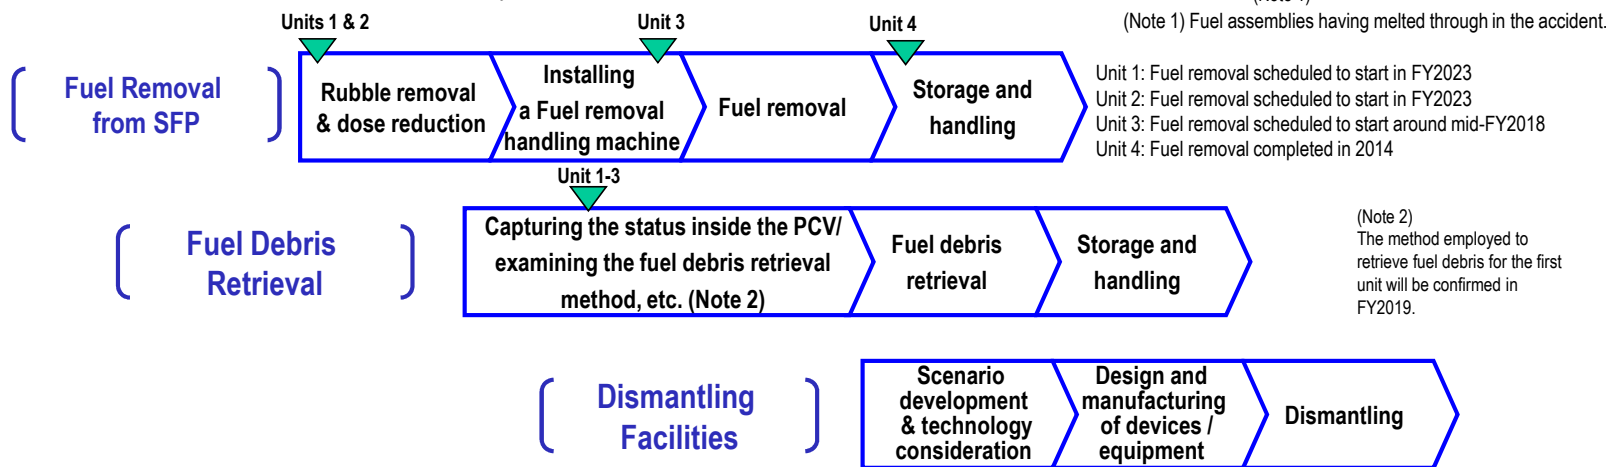 (Note 1) Fuel assemblies having melted through in the accident.
Units 1 & 2
Unit 3
Unit 4
Fuel Removal
from SFP
Rubble removal
& dose reduction
Installing
a Fuel removal
handling machine
Fuel removal
Storage and
handling
Unit 1: Fuel removal scheduled to start in FY2023
Unit 2: Fuel removal scheduled to start in FY2023
Unit 3: Fuel removal scheduled to start around mid-FY2018
Unit 4: Fuel removal completed in 2014
Unit 1-3
Fuel Debris
Retrieval
Capturing the status inside the PCV/
examining the fuel debris retrieval
method, etc. (Note 2)
Fuel debris
retrieval
Storage and
handling
(Note 2)
The method employed to
retrieve fuel debris for the first
unit will be confirmed in
FY2019.
Dismantling
Facilities
Scenario
development
& technology
consideration
Design and
manufacturing
of devices /
equipment
Dismantling